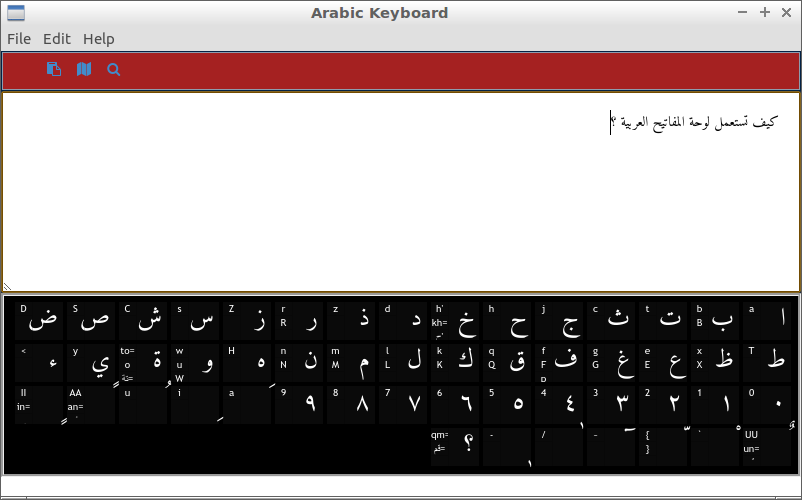 Arabic Keyboard
File Edit Help
كيف تستعمل لوحة المفاتيح العربية ؟
D ض S ص C ش s س Z ز r R ر z ذ d د h' kh= خ h ح j ج c ث t ت b B ب a ا
< ء y ي to= o ة w u W و H ه n N ن m M م l L ل k K ك q Q ق f F ف g G غ e E ع x X ظ T ط
II in= AA an= u i a 9 ٩ 8 ٨ 7 ٧ 6 ٦ 5 ٥ 4 ٤ 3 ٣ 2 ٢ 1 ١ 0 ٠
qm= ؟ - / ~ { } UU un=